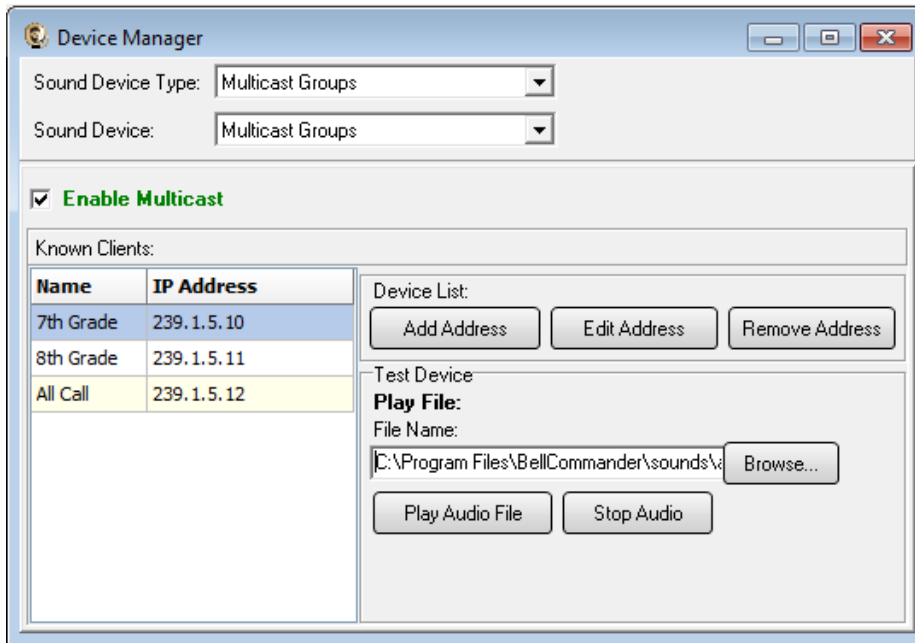 Device Manager
Sound Device Type: Multicast Groups
Sound Device: Multicast Groups
Enable Multicast
Known Clients:
Name IP Address
7th Grade 239.1.5.10
8th Grade 239.1.5.11
All Call 239.1.5.12
Device List:
Add Address Edit Address Remove Address
Test Device
Play File:
File Name:
C:\Program Files\BellCommander\sounds\ Browse...
Play Audio File Stop Audio